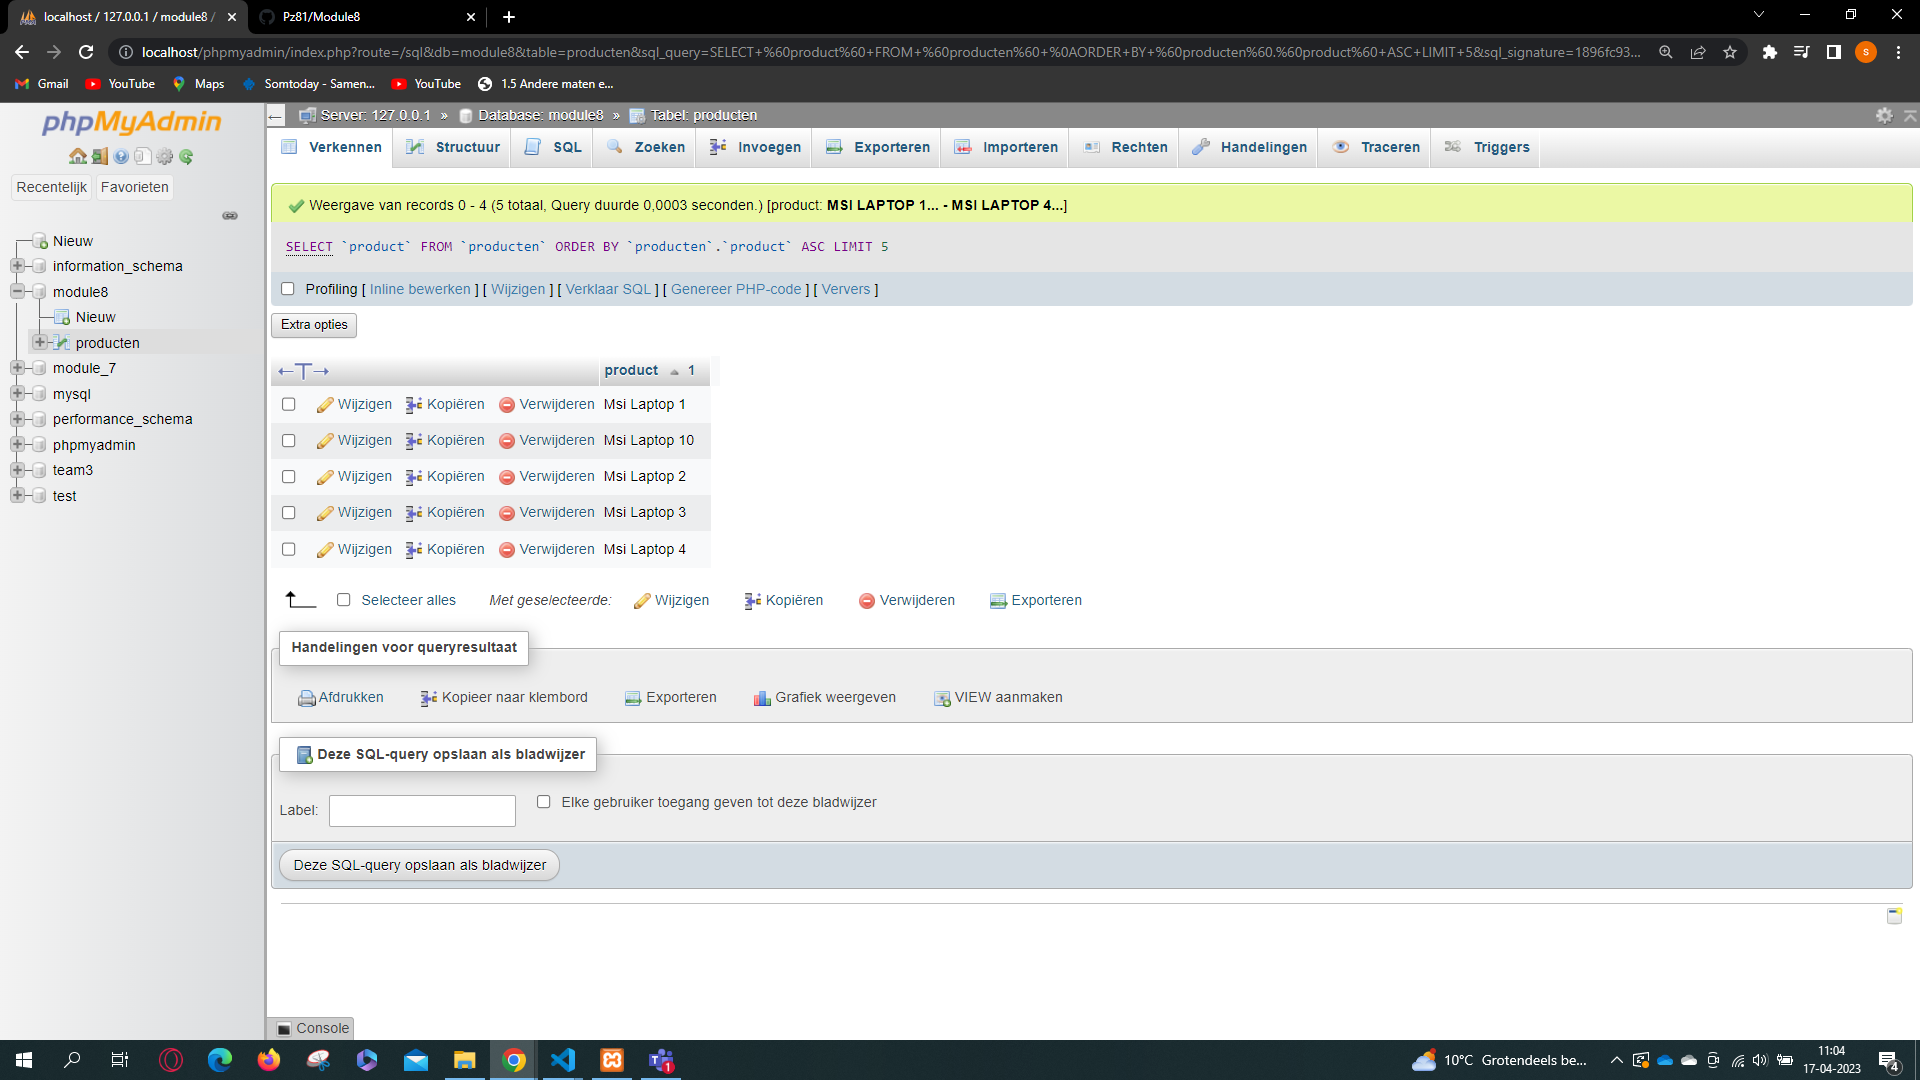 localhost / 127.0.0.1 / module8 /
Pz81/Module8
localhost/phpmyadmin/index.php?route=/sql&db=module8&table=producten&sql_query=SELECT+%60product%60+FROM+%60producten%60+%0AORDER+BY+%60producten%60.%60product%60+ASC+LIMIT+5&sql_signature=1896fc93...
S
Gmail
YouTube
Maps
Somtoday - Samen...
YouTube
1.5 Andere maten e...
phpMyAdmin
Recentelijk
Favorieten
Nieuw
information_schema
module8
Nieuw
producten
module_7
mysql
performance_schema
phpmyadmin
team3
test
Server: 127.0.0.1 » Database: module8 » Tabel: producten
Verkennen
Structuur
SQL
Zoeken
Invoegen
Exporteren
Importeren
Rechten
Handelingen
Traceren
Triggers
Weergave van records 0 - 4 (5 totaal, Query duurde 0,0003 seconden.) [product: MSI LAPTOP 1... - MSI LAPTOP 4...]
SELECT `product` FROM `producten` ORDER BY `producten`.`product` ASC LIMIT 5
Profiling [ Inline bewerken ] [ Wijzigen ] [ Verklaar SQL ] [ Genereer PHP-code ] [ Ververs ]
Extra opties
←T→ product 1
Wijzigen Kopiëren Verwijderen Msi Laptop 1
Wijzigen Kopiëren Verwijderen Msi Laptop 10
Wijzigen Kopiëren Verwijderen Msi Laptop 2
Wijzigen Kopiëren Verwijderen Msi Laptop 3
Wijzigen Kopiëren Verwijderen Msi Laptop 4
Selecteer alles Met geselecteerde: Wijzigen Kopiëren Verwijderen Exporteren
Handelingen voor queryresultaat
Afdrukken Kopieer naar klembord Exporteren Grafiek weergeven VIEW aanmaken
Deze SQL-query opslaan als bladwijzer
Label: Elke gebruiker toegang geven tot deze bladwijzer
Deze SQL-query opslaan als bladwijzer
Console
1
10°C Grotendeels be...
11:04
17-04-2023
4